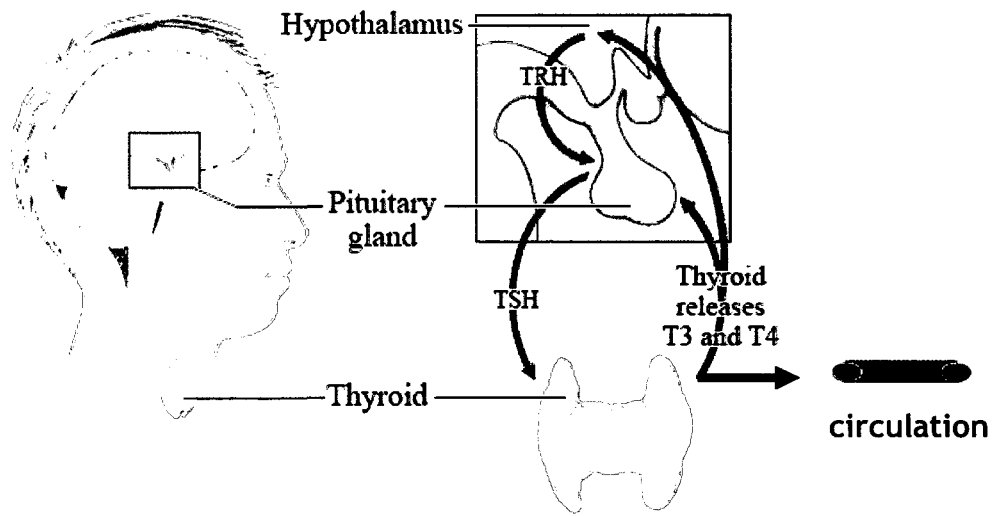 Hypothalamus
TRH
Pituitary
gland
TSH
Thyroid
releases
T3 and T4
Thyroid
circulation